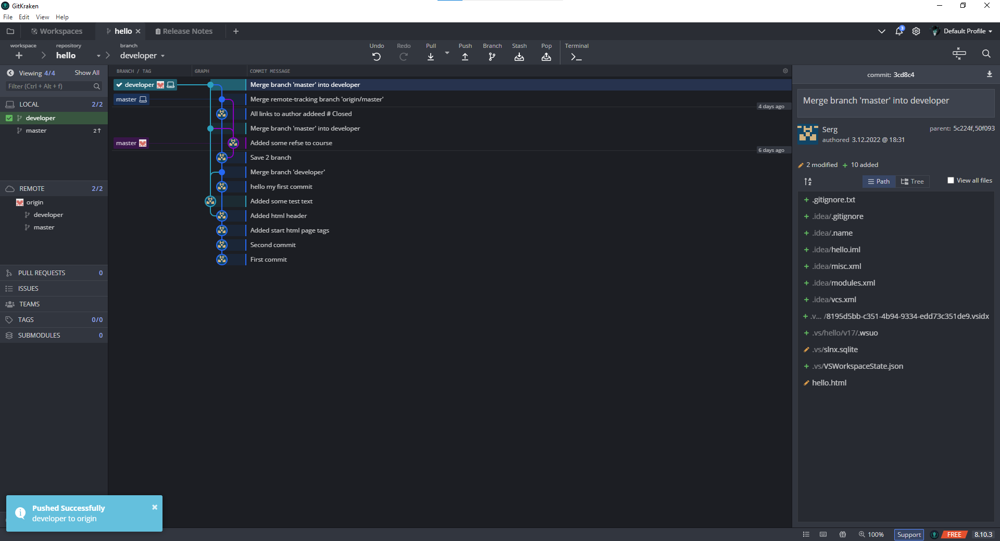 GitKraken
File Edit View Help
Workspaces hello Release Notes
3 Default Profile
workspace repository branch
hello developer
Undo Redo Pull Push Branch Stash Pop Terminal
Viewing 4/4 Show All
Filter (Ctrl + Alt + f)
LOCAL 2/2
developer
master 2↑
REMOTE 2/2
origin
developer
master
PULL REQUESTS 0
ISSUES
TEAMS
TAGS 0/0
SUBMODULES 0
BRANCH / TAG GRAPH COMMIT MESSAGE
developer Merge branch 'master' into developer
master Merge remote-tracking branch 'origin/master'
4 days ago
All links to author addeed # Closed
Merge branch 'master' into developer
master Added some refse to course
6 days ago
Save 2 branch
Merge branch 'developer'
hello my first commit
Added some test text
Added html header
Added start html page tags
Second commit
First commit
commit: 3cd8c4
Merge branch 'master' into developer
Serg
authored 3.12.2022 @ 18:31
parent: 5c224f,50f093
2 modified + 10 added
Path Tree View all files
+ .gitignore.txt
+ .idea/.gitignore
+ .idea/.name
+ .idea/hello.iml
+ .idea/misc.xml
+ .idea/modules.xml
+ .idea/vcs.xml
+ .v... /8195d5bb-c351-4b94-9334-edd73c351de9.vsidx
+ .vs/hello/v17/.wsuo
.vs/slnx.sqlite
+ .vs/VSWorkspaceState.json
hello.html
Pushed Successfully
developer to origin
100% Support FREE 8.10.3